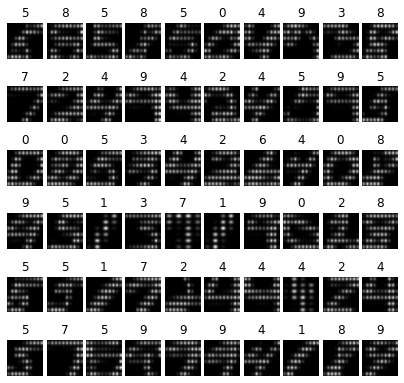 5 8 5 8 5 0 4 9 3 8
7 2 4 9 4 2 4 5 9 5
0 0 5 3 4 2 6 4 0 8
9 5 1 3 7 1 9 0 2 8
5 5 1 7 2 4 4 4 2 4
5 7 5 9 9 9 4 1 8 9